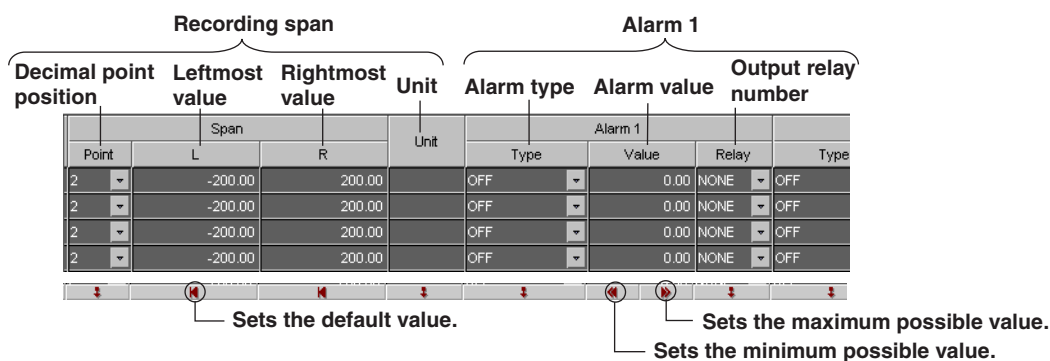 Recording span
Alarm 1
Decimal point position
Leftmost value
Rightmost value
Unit
Alarm type
Alarm value
Output relay number
Span
Unit
Alarm 1
Point
L
R
Type
Value
Relay
Type
2 -200.00 200.00 OFF 0.00 NONE OFF
2 -200.00 200.00 OFF 0.00 NONE OFF
2 -200.00 200.00 OFF 0.00 NONE OFF
2 -200.00 200.00 OFF 0.00 NONE OFF
Sets the default value.
Sets the maximum possible value.
Sets the minimum possible value.